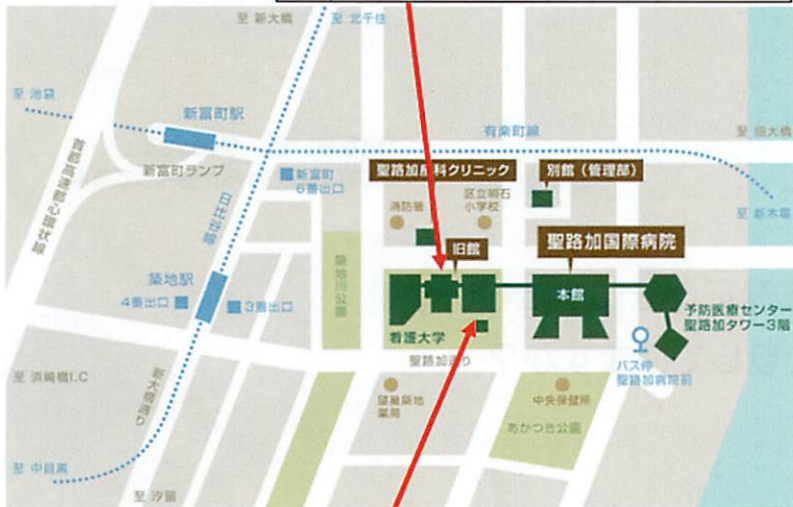 至 新大橋
至 北千住
至 池袋
新富町駅
有楽町線
至 佃大橋
首都高速都心環状線
新富町ランプ
新富町
6番出口
聖路加産科クリニック
別館（管理部）
消防署
区立明石
小学校
日比谷線
至 新木場
聖路加国際病院
旧館
築地川公園
築地駅
4番出口
3番出口
本館
予防医療センター
聖路加タワー3階
看護大学
聖路加通り
バス停
聖路加病院前
至 浜崎橋I.C
新大橋通り
望星築地
薬局
中央保健所
あかつき公園
至 中目黒
至 汐留